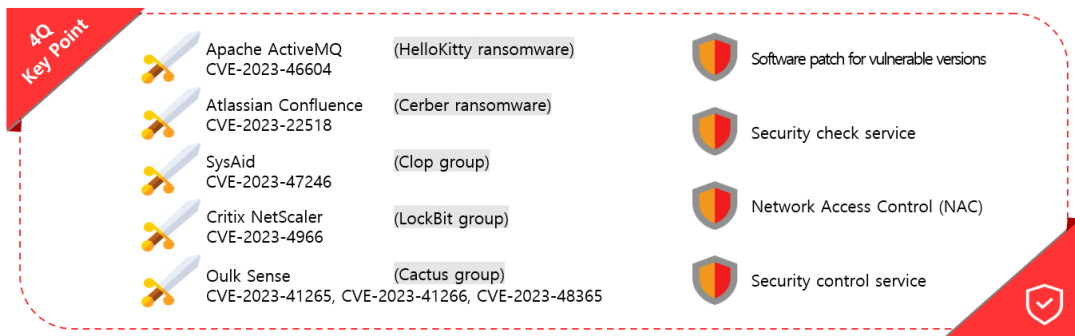 4Q
Key Point
Apache ActiveMQ (HelloKitty ransomware)
CVE-2023-46604
Atlassian Confluence (Cerber ransomware)
CVE-2023-22518
SysAid (Clop group)
CVE-2023-47246
Critix NetScaler (LockBit group)
CVE-2023-4966
Oulk Sense (Cactus group)
CVE-2023-41265, CVE-2023-41266, CVE-2023-48365
Software patch for vulnerable versions
Security check service
Network Access Control (NAC)
Security control service